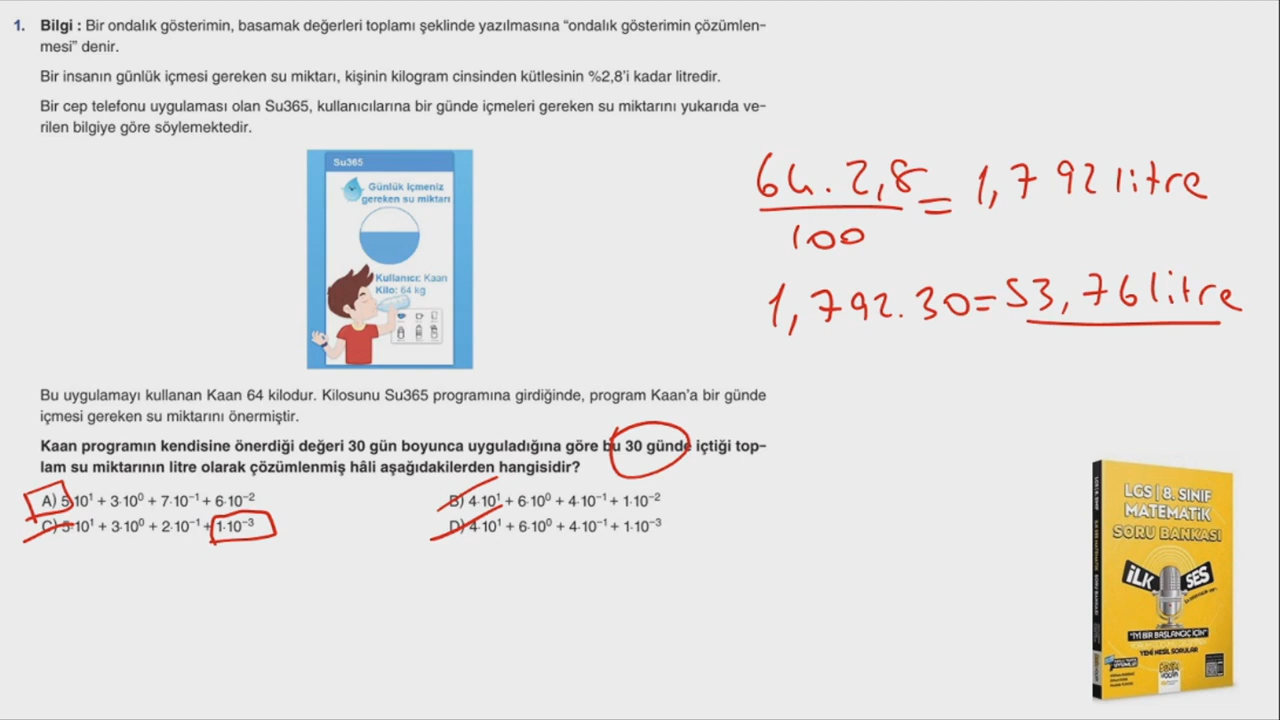 1. Bilgi : Bir ondalık gösterimin, basamak değerleri toplamı şeklinde yazılmasına “ondalık gösterimin çözümlen-
mesi” denir.
Bir insanın günlük içmesi gereken su miktarı, kişinin kilogram cinsinden kütlesinin %2,8’i kadar litredir.
Bir cep telefonu uygulaması olan Su365, kullanıcılarına bir günde içmeleri gereken su miktarını yukarıda ve-
rilen bilgiye göre söylemektedir.
Su365
Günlük İçmeniz
gereken su miktarı
Kullanıcı: Kaan
Kilo: 64 kg
64 . 2,8 = 1,792 litre
100
1,792 . 30 = 53,76 litre
Bu uygulamayı kullanan Kaan 64 kilodur. Kilosunu Su365 programına girdiğinde, program Kaan’a bir günde
içmesi gereken su miktarını önermiştir.
Kaan programın kendisine önerdiği değeri 30 gün boyunca uyguladığına göre bu 30 günde içtiği top-
lam su miktarının litre olarak çözümlenmiş hâli aşağıdakilerden hangisidir?
A) 5·10¹ + 3·10⁰ + 7·10⁻¹ + 6·10⁻²
B) 4·10¹ + 6·10⁰ + 4·10⁻¹ + 1·10⁻²
C) 5·10¹ + 3·10⁰ + 2·10⁻¹ + 1·10⁻³
D) 4·10¹ + 6·10⁰ + 4·10⁻¹ + 1·10⁻³
LGS | 8. SINIF
MATEMATİK
SORU BANKASI
İLK SES
"İYİ BİR BAŞLANGIÇ İÇİN"
YENİ NESİL SORULAR